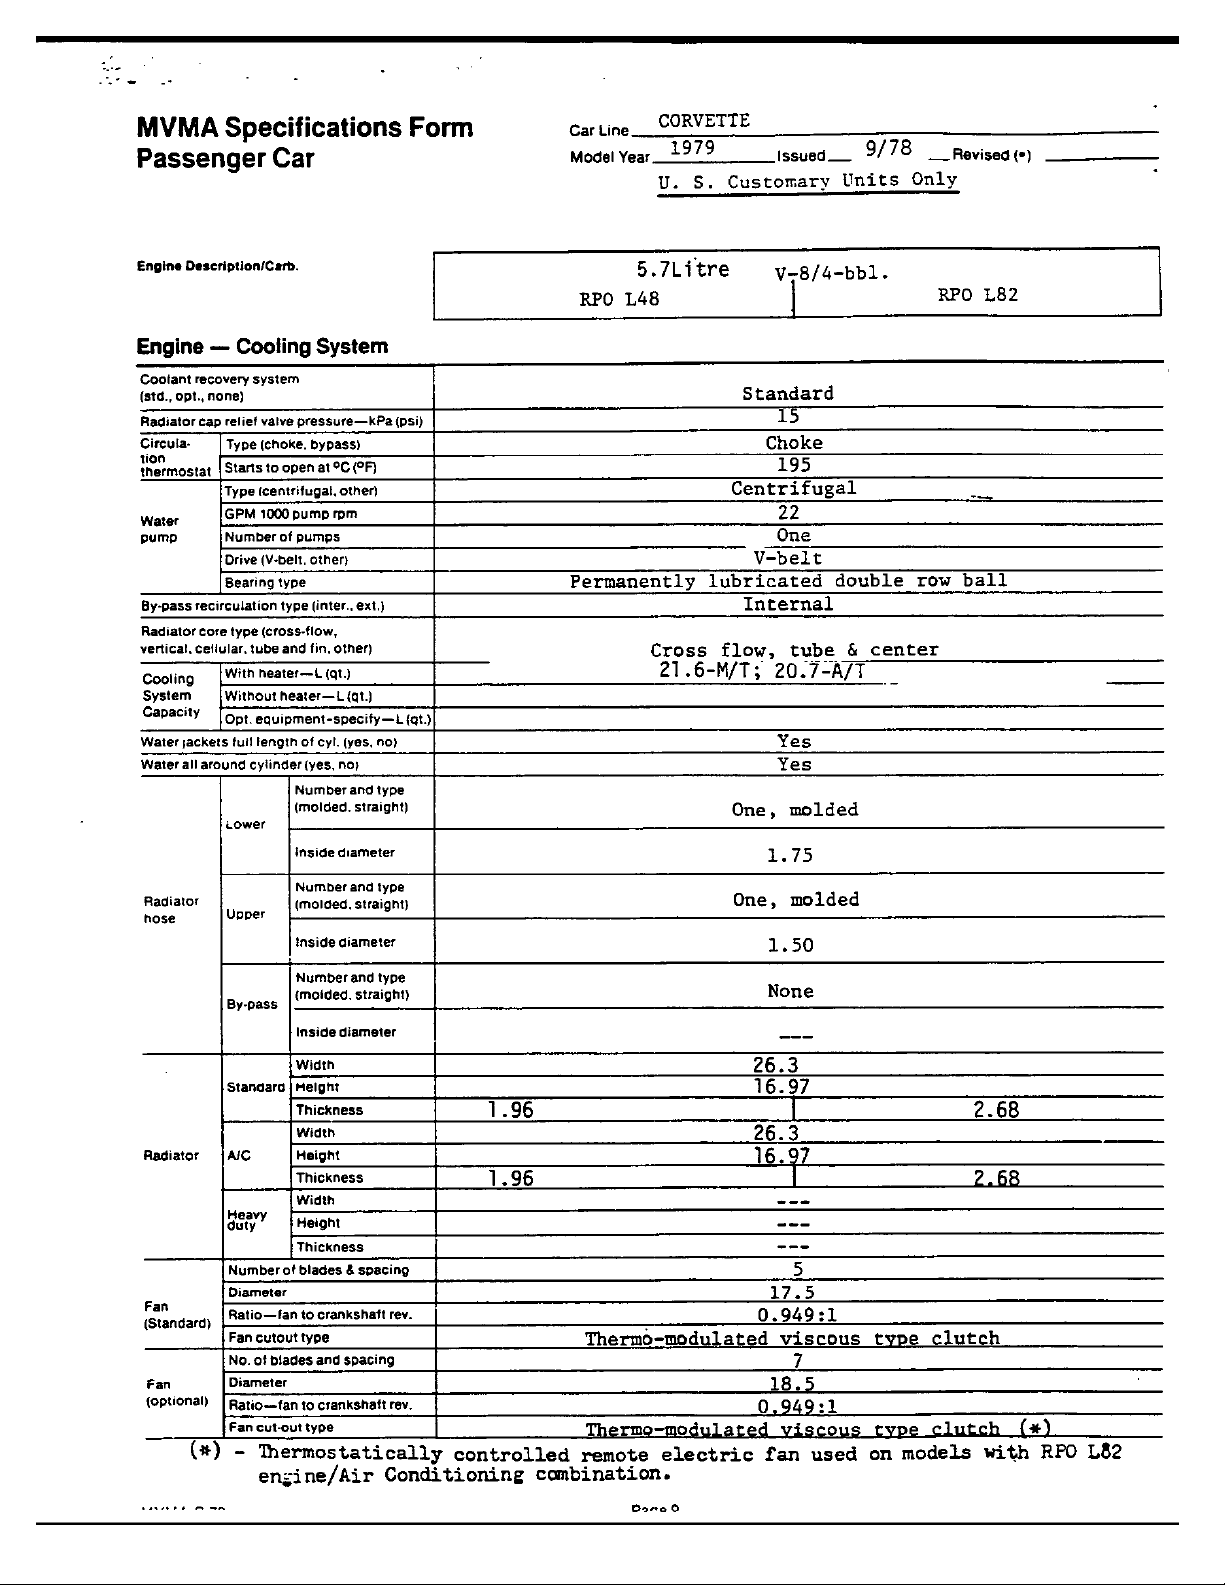 MVMA Specifications Form
Passenger Car
Car Line CORVETTE
Model Year 1979 Issued 9/78 Revised (•)
U. S. Customary Units Only
Engine Description/Carb.
5.7Litre V-8/4-bbl.
RPO L48 RPO L82
Engine — Cooling System
Coolant recovery system
(std., opt., none) Standard
Radiator cap relief valve pressure—kPa (psi) 15
Circula-
tion
thermostat
Type (choke, bypass) Choke
Starts to open at °C (°F) 195
Water
pump
Type (centrifugal, other) Centrifugal
GPM 1000 pump rpm 22
Number of pumps One
Drive (V-belt, other) V-belt
Bearing type Permanently lubricated double row ball
By-pass recirculation type (inter., ext.) Internal
Radiator core type (cross-flow,
vertical, cellular, tube and fin, other) Cross flow, tube & center
Cooling
System
Capacity
With heater—L (qt.) 21.6-M/T; 20.7-A/T
Without heater—L (qt.)
Opt. equipment-specify—L (qt.)
Water jackets full length of cyl. (yes, no) Yes
Water all around cylinder (yes, no) Yes
Radiator
hose
Lower
Number and type
(molded, straight) One, molded
Inside diameter 1.75
Upper
Number and type
(molded, straight) One, molded
Inside diameter 1.50
By-pass
Number and type
(molded, straight) None
Inside diameter ---
Radiator
Standard
Width 26.3
Height 16.97
Thickness 1.96 2.68
A/C
Width 26.3
Height 16.97
Thickness 1.96 2.68
Heavy
duty
Width ---
Height ---
Thickness ---
Fan
(Standard)
Number of blades & spacing 5
Diameter 17.5
Ratio—fan to crankshaft rev. 0.949:1
Fan cutout type Thermo-modulated viscous type clutch
Fan
(optional)
No. of blades and spacing 7
Diameter 18.5
Ratio—fan to crankshaft rev. 0.949:1
Fan cut-out type Thermo-modulated viscous type clutch (*)
(*) - Thermostatically controlled remote electric fan used on models with RPO L82
engine/Air Conditioning combination.